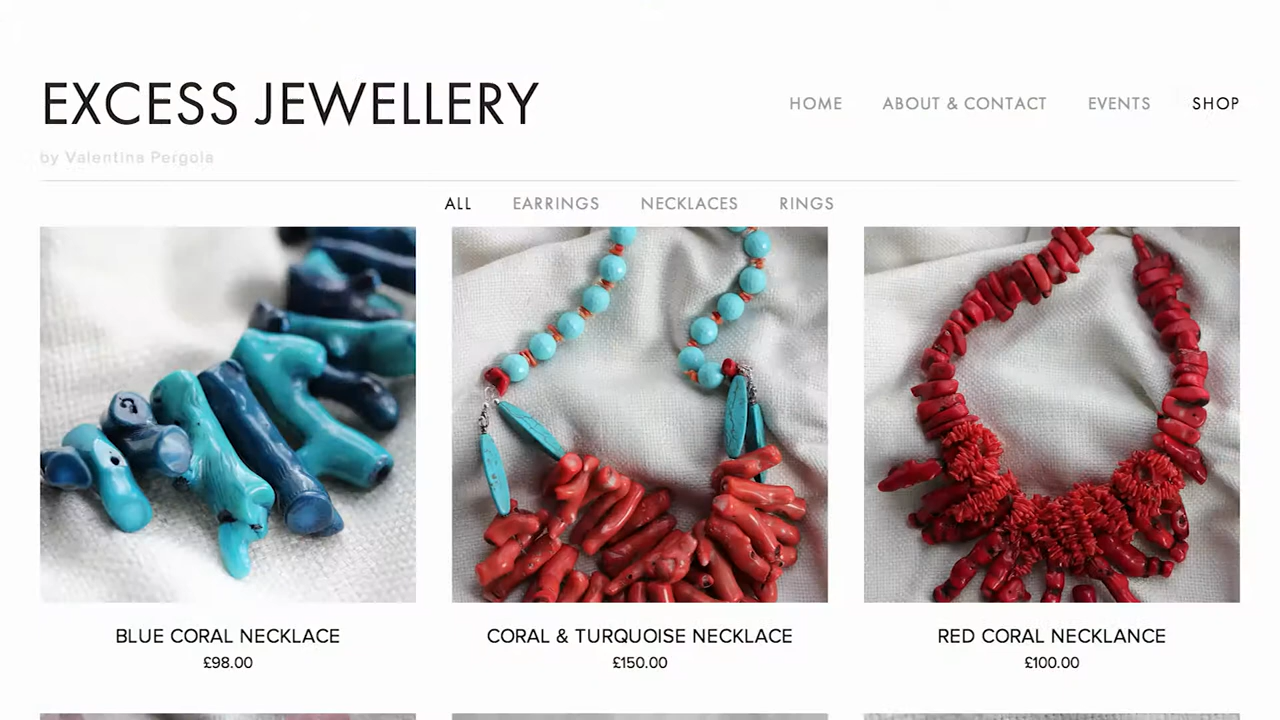 EXCESS JEWELLERY
HOME ABOUT & CONTACT EVENTS SHOP
by Valentina Pergola
ALL EARRINGS NECKLACES RINGS
BLUE CORAL NECKLACE
£98.00
CORAL & TURQUOISE NECKLACE
£150.00
RED CORAL NECKLANCE
£100.00